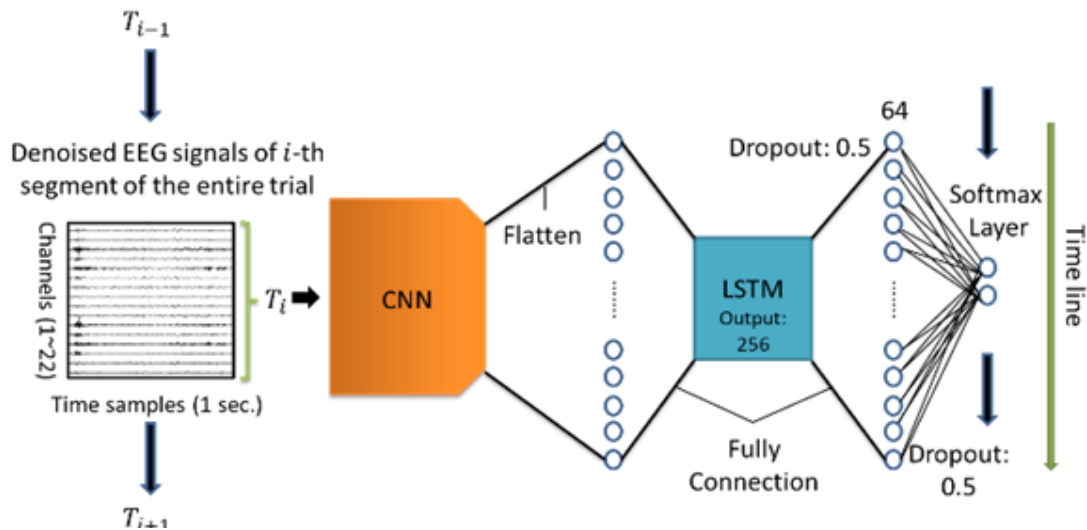 T_{i-1}
Denoised EEG signals of i-th
segment of the entire trial
Channels (1~22)
Time samples (1 sec.)
T_i
T_{i+1}
CNN
Flatten
LSTM
Output:
256
Fully
Connection
Dropout: 0.5
64
Softmax
Layer
Dropout:
0.5
Time line